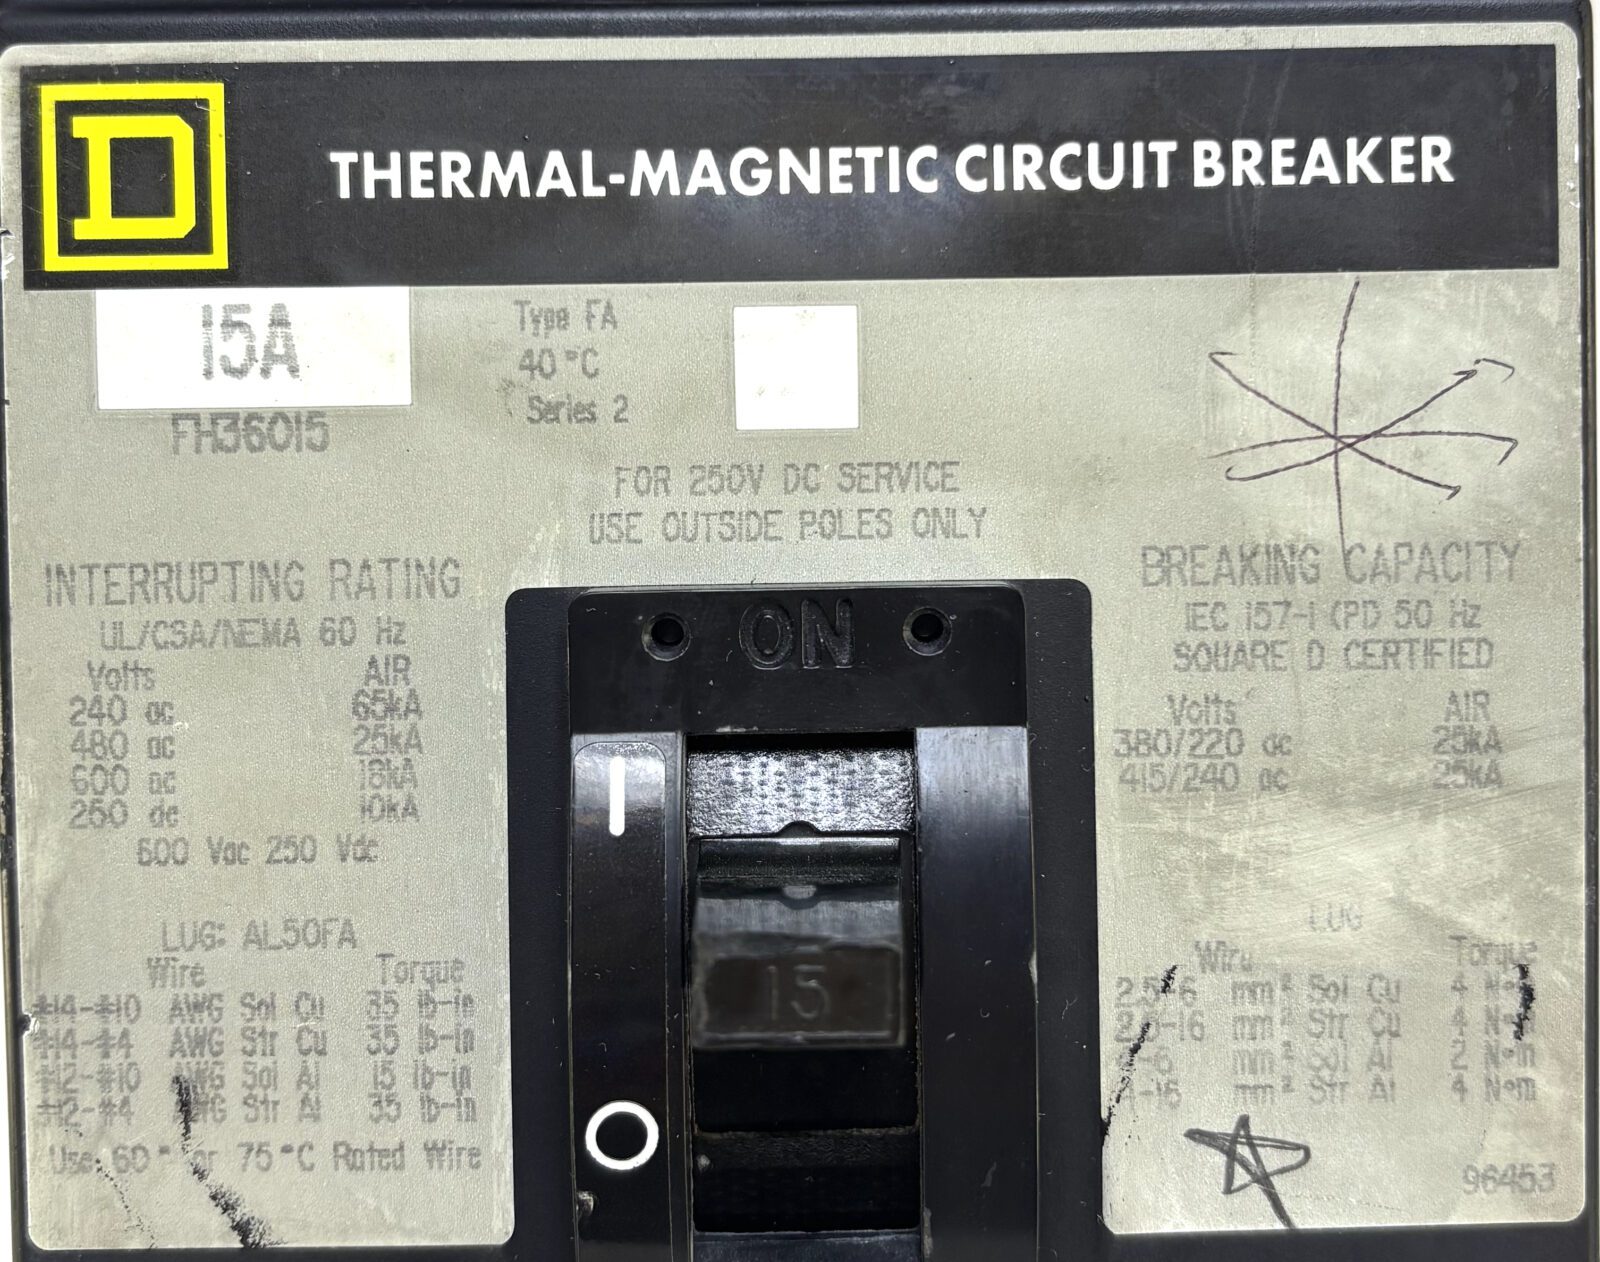 D
THERMAL-MAGNETIC CIRCUIT BREAKER
15A
FH36015
Type FA
40 °C
Series 2
FOR 250V DC SERVICE
USE OUTSIDE POLES ONLY
INTERRUPTING RATING
UL/CSA/NEMA 60 Hz
Volts AIR
240 ac 65kA
480 ac 25kA
600 ac 18kA
250 dc 10kA
600 Vac 250 Vdc
LUG: AL50FA
Wire Torque
#14-#10 AWG Sol Cu 35 lb-in
#14-#4 AWG Str Cu 35 lb-in
#12-#10 AWG Sol Al 15 lb-in
#12-#4 AWG Str Al 35 lb-in
Use 60° or 75°C Rated Wire
ON
I
15
O
BREAKING CAPACITY
IEC 157-1 (PD 50 Hz
SQUARE D CERTIFIED
Volts AIR
380/220 ac 25kA
415/240 ac 25kA
LUG
Wire Torque
2.5-6 mm² Sol Cu 4 N•m
2.5-16 mm² Str Cu 4 N•m
mm² Sol Al 2 N•m
mm² Str Al 4 N•m
96453